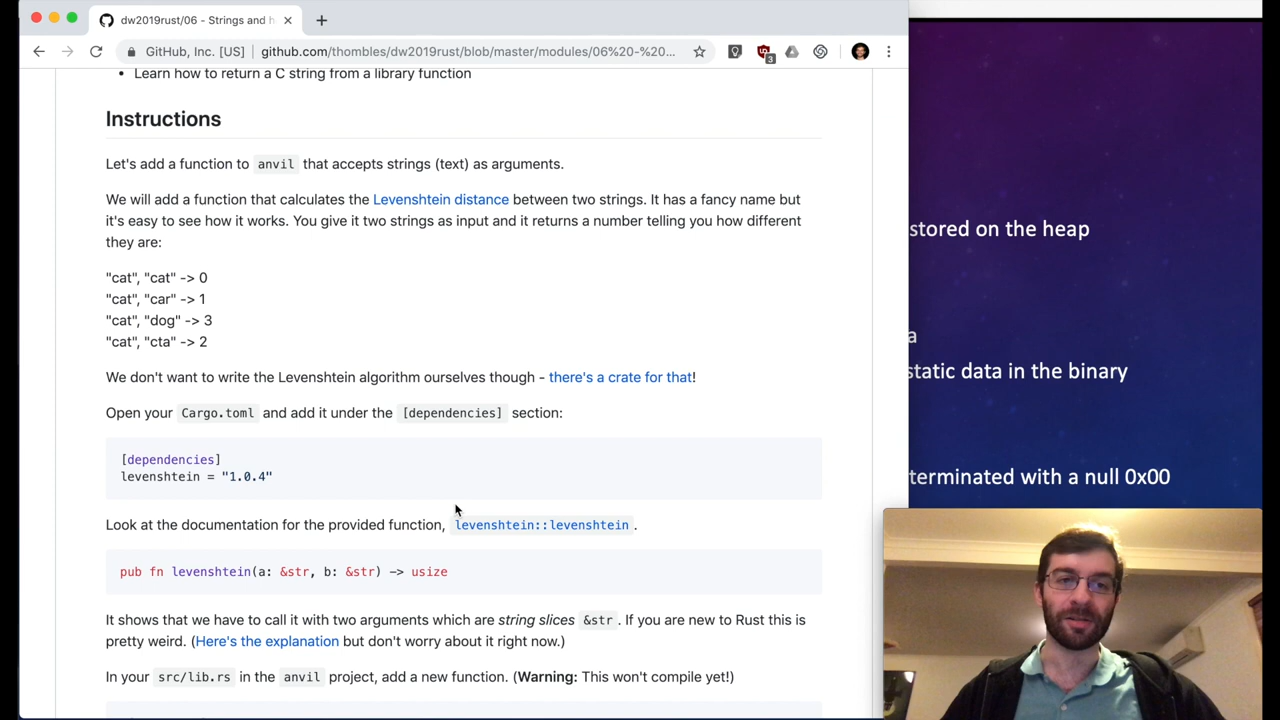 dw2019rust/06 - Strings and h
GitHub, Inc. [US]
github.com/thombles/dw2019rust/blob/master/modules/06%20-%20...
3
• Learn how to return a C string from a library function
Instructions
Let's add a function to anvil that accepts strings (text) as arguments.
We will add a function that calculates the Levenshtein distance between two strings. It has a fancy name but
it's easy to see how it works. You give it two strings as input and it returns a number telling you how different
they are:
"cat", "cat" -> 0
"cat", "car" -> 1
"cat", "dog" -> 3
"cat", "cta" -> 2
We don't want to write the Levenshtein algorithm ourselves though - there's a crate for that!
Open your Cargo.toml and add it under the [dependencies] section:
[dependencies]
levenshtein = "1.0.4"
Look at the documentation for the provided function, levenshtein::levenshtein.
pub fn levenshtein(a: &str, b: &str) -> usize
It shows that we have to call it with two arguments which are string slices &str. If you are new to Rust this is
pretty weird. (Here's the explanation but don't worry about it right now.)
In your src/lib.rs in the anvil project, add a new function. (Warning: This won't compile yet!)
stored on the heap
a
static data in the binary
terminated with a null 0x00